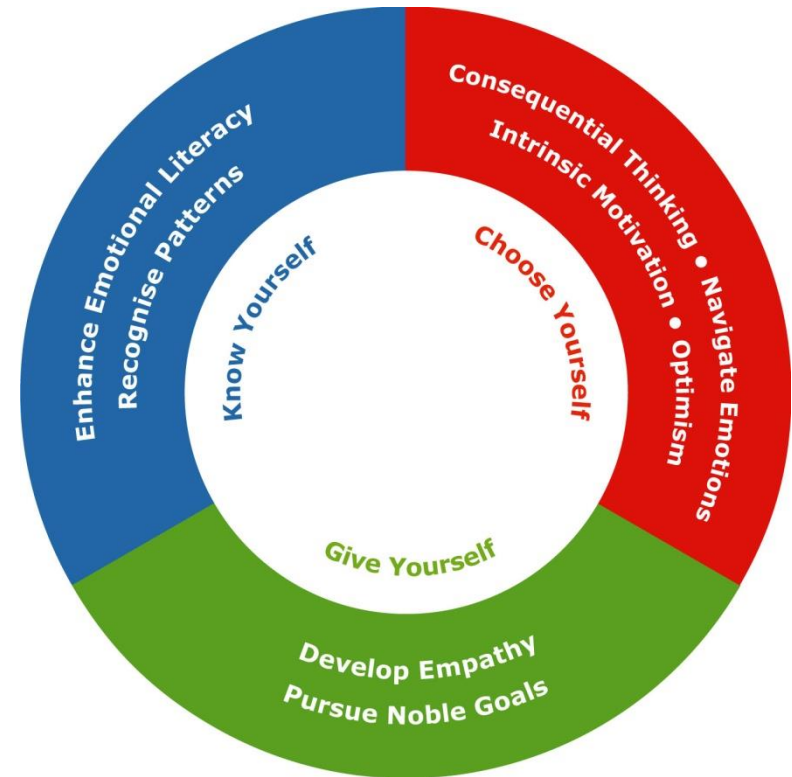 Enhance Emotional Literacy
Recognise Patterns
Know Yourself
Consequential Thinking • Navigate Emotions
Intrinsic Motivation • Optimism
Choose Yourself
Give Yourself
Develop Empathy
Pursue Noble Goals